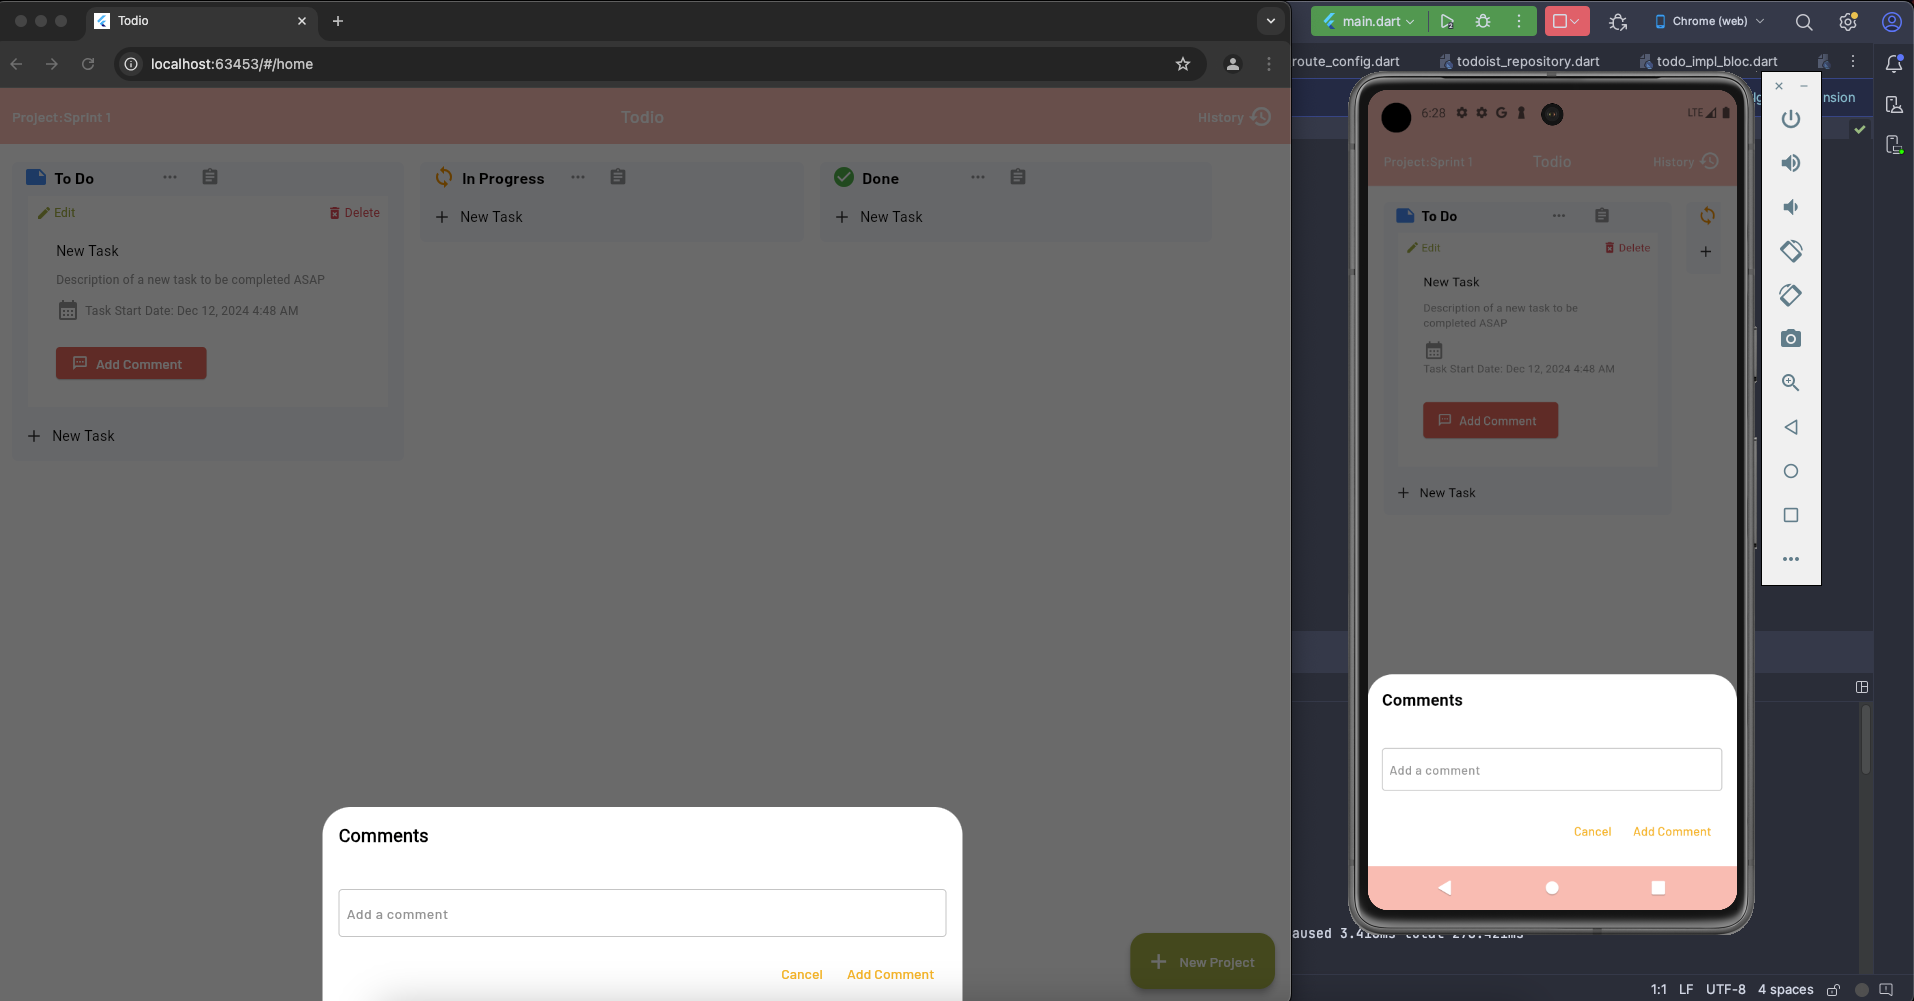 Todio
localhost:63453/#/home
Project:Sprint 1
Todio
History
To Do
In Progress
Done
Edit
Delete
New Task
New Task
New Task
Description of a new task to be completed ASAP
Task Start Date: Dec 12, 2024 4:48 AM
Add Comment
New Task
Comments
Add a comment
Cancel
Add Comment
New Project
main.dart
Chrome (web)
route_config.dart
todoist_repository.dart
todo_impl_bloc.dart
nsion
6:28
LTE
Project:Sprint 1
Todio
History
To Do
Edit
Delete
New Task
Description of a new task to be
completed ASAP
Task Start Date: Dec 12, 2024 4:48 AM
Add Comment
New Task
Comments
Add a comment
Cancel
Add Comment
1:1 LF UTF-8 4 spaces